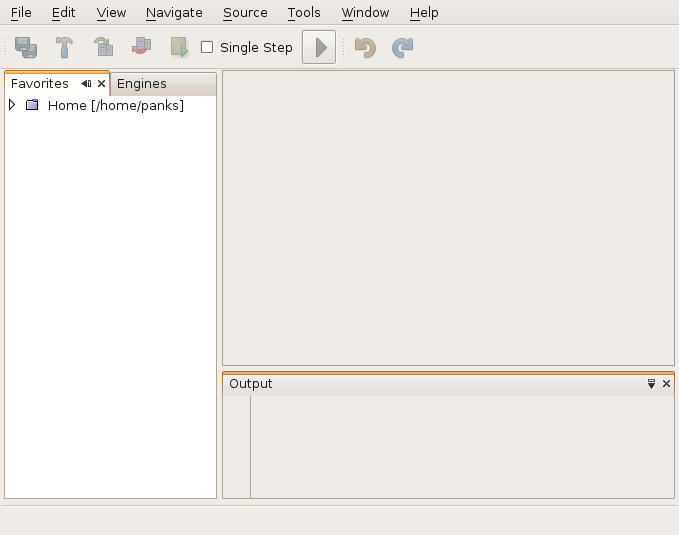 File Edit View Navigate Source Tools Window Help
Single Step
Favorites Engines
Home [/home/panks]
Output